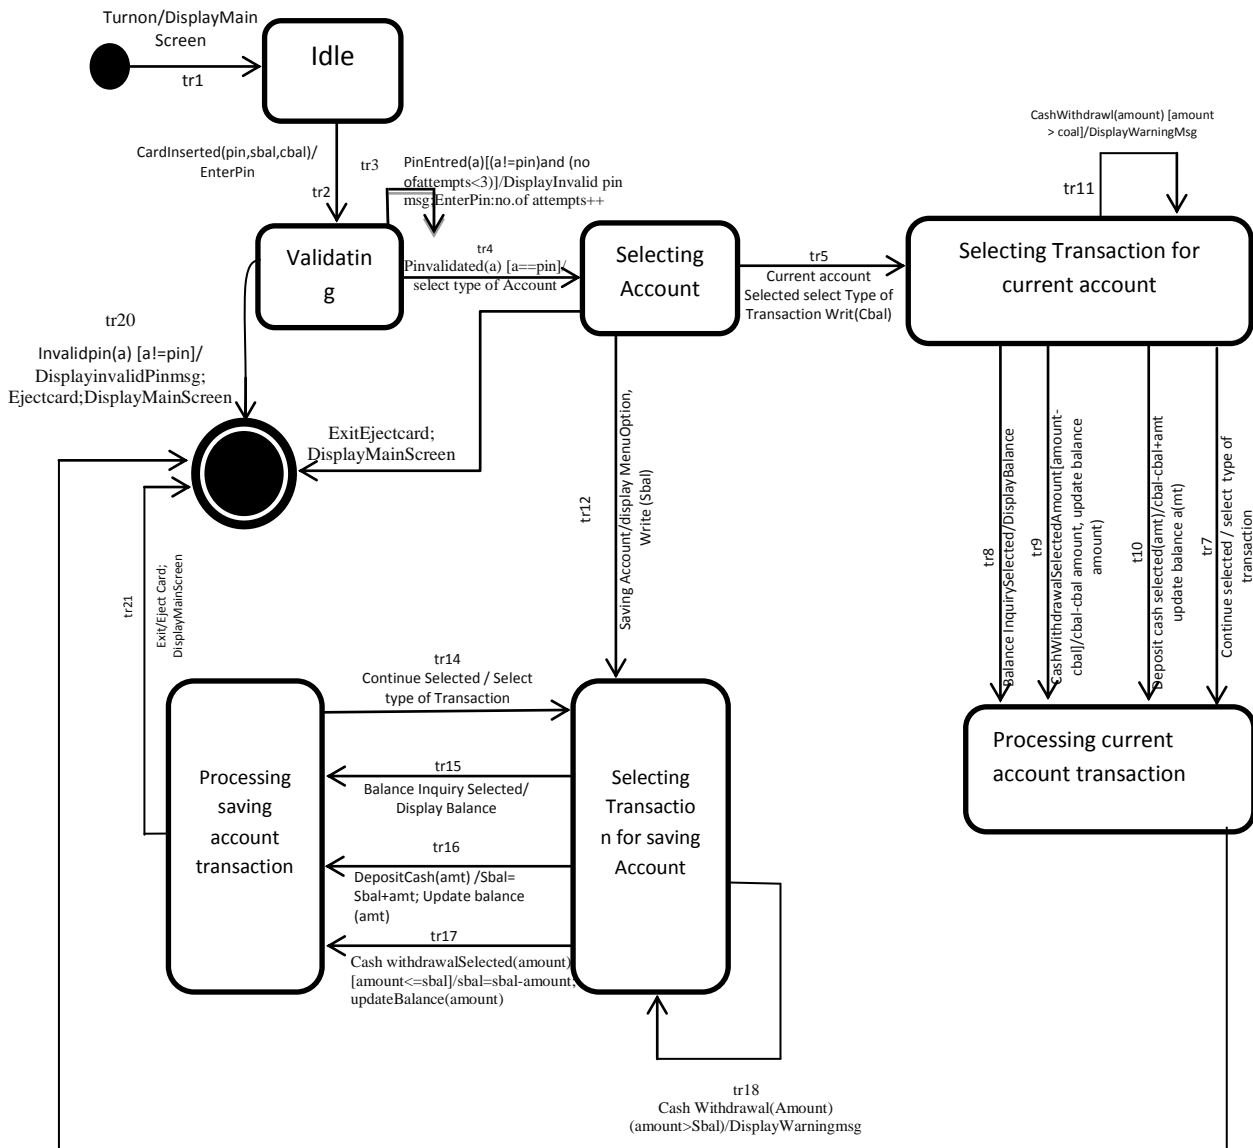 Turnon/DisplayMain
Screen
tr1
Idle
CardInserted(pin,sbal,cbal)/
EnterPin
tr2
tr3
PinEntred(a)[(a!=pin)and (no
ofattempts<3)]/DisplayInvalid pin
msg;EnterPin:no.of attempts++
CashWithdrawl(amount) [amount
> coal]/DisplayWarningMsg
tr11
Validatin
g
tr4
Pinvalidated(a) [a==pin]/
select type of Account
Selecting
Account
tr5
Current account
Selected select Type of
Transaction Writ(Cbal)
Selecting Transaction for
current account
tr20
Invalidpin(a) [a!=pin]/
DisplayinvalidPinmsg;
Ejectcard;DisplayMainScreen
ExitEjectcard;
DisplayMainScreen
tr12
Saving Account/display MenuOption,
Write (Sbal)
tr8
Balance InquirySelected/DisplayBalance
tr9
CashWithdrawalSelectedAmount[amount-
cbal]/cbal-cbal amount, update balance
amount)
t10
Deposit cash selected(amt)/cbal-cbal+amt
update balance a(mt)
tr7
Continue selected / select type of
transaction
tr21
Exit/Eject Card;
DisplayMainScreen
tr14
Continue Selected / Select
type of Transaction
Processing
saving
account
transaction
tr15
Balance Inquiry Selected/
Display Balance
tr16
DepositCash(amt) /Sbal=
Sbal+amt; Update balance
(amt)
tr17
Cash withdrawalSelected(amount)
[amount<=sbal]/sbal=sbal-amount;
updateBalance(amount)
Selecting
Transactio
n for saving
Account
Processing current
account transaction
tr18
Cash Withdrawal(Amount)
(amount>Sbal)/DisplayWarningmsg